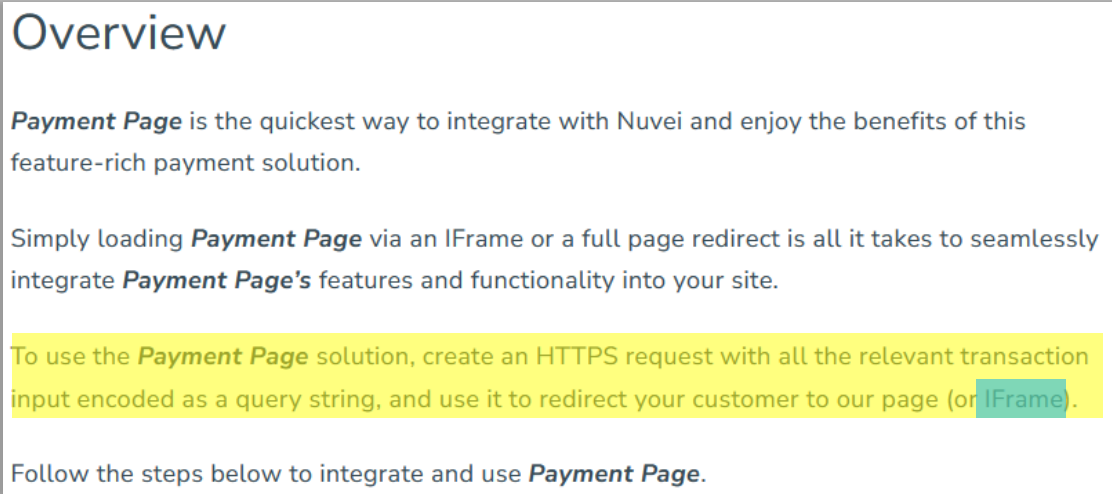 Overview
Payment Page is the quickest way to integrate with Nuvei and enjoy the benefits of this
feature-rich payment solution.
Simply loading Payment Page via an IFrame or a full page redirect is all it takes to seamlessly
integrate Payment Page’s features and functionality into your site.
To use the Payment Page solution, create an HTTPS request with all the relevant transaction
input encoded as a query string, and use it to redirect your customer to our page (or IFrame).
Follow the steps below to integrate and use Payment Page.